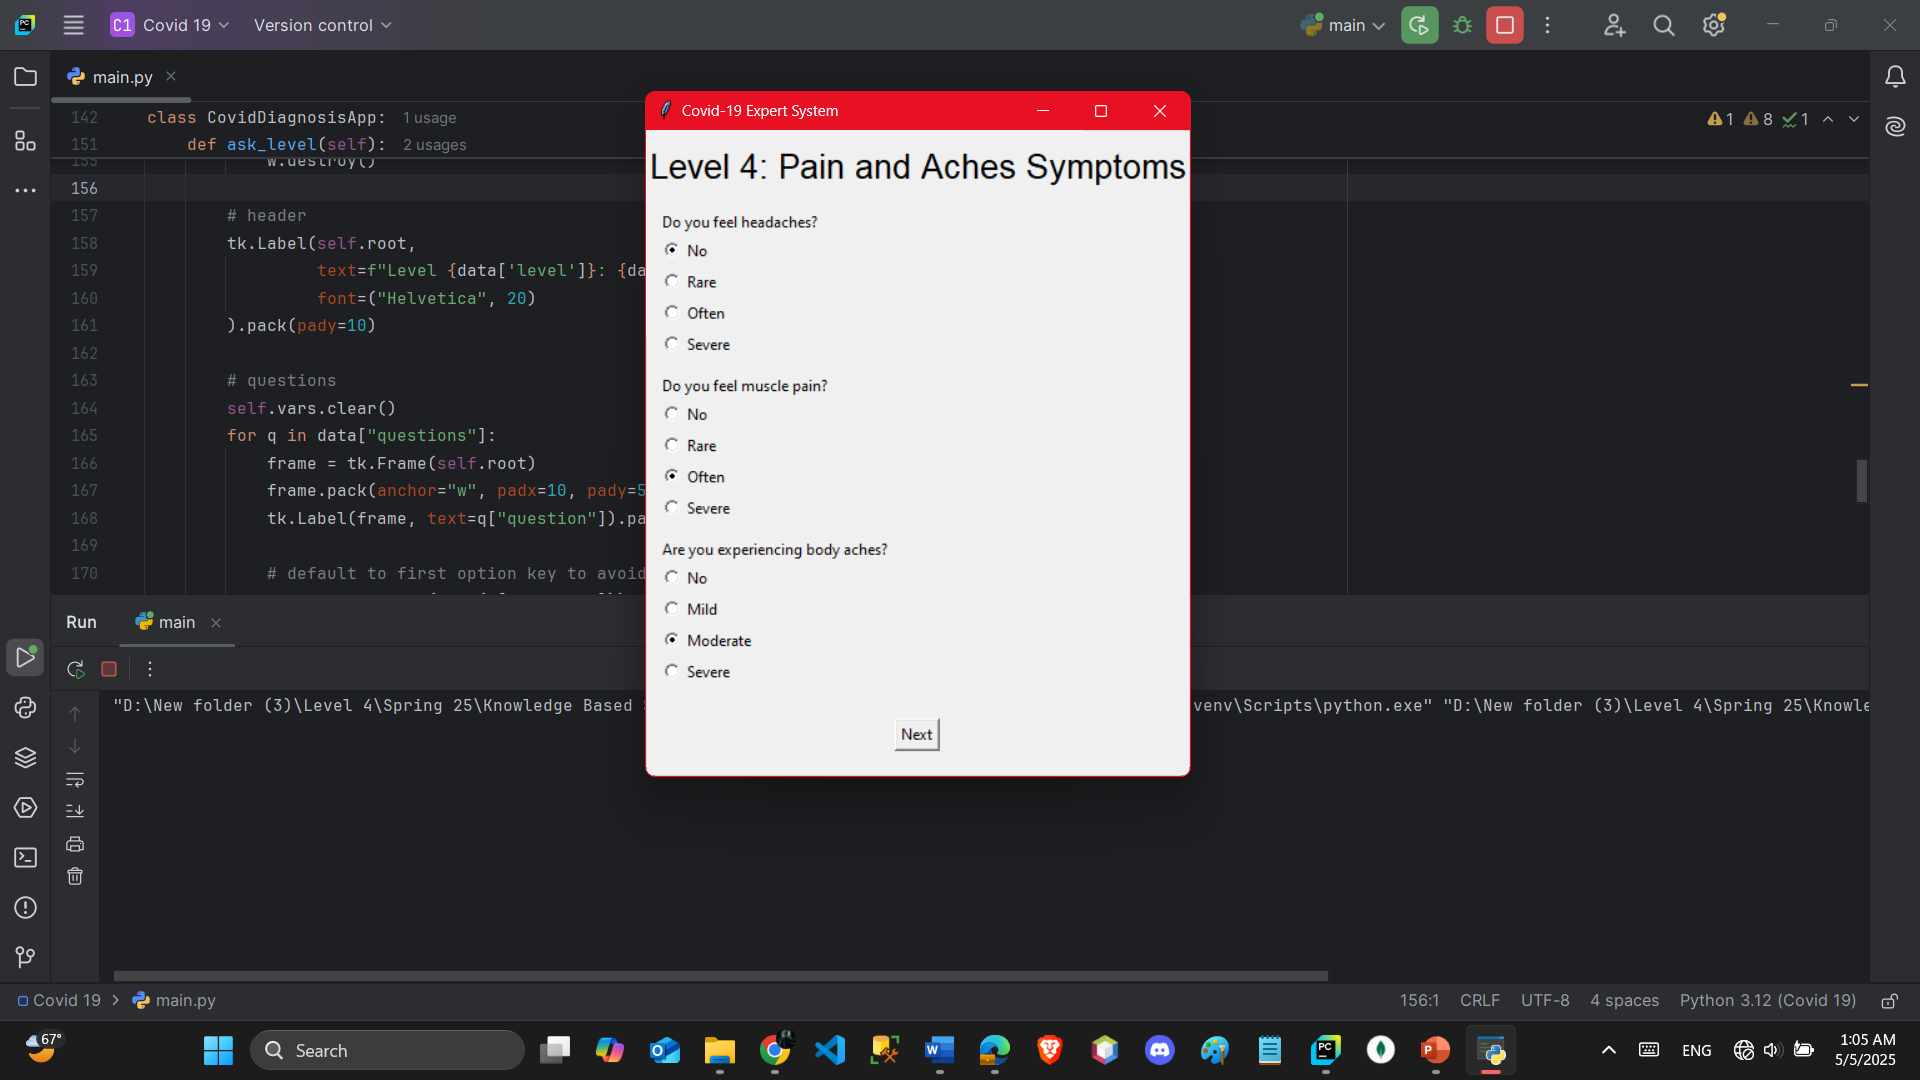 C1 Covid 19 Version control main
main.py
142 class CovidDiagnosisApp: 1 usage
1 8 1
151 def ask_level(self): 2 usages
155 w.destroy()
156
157 # header
158 tk.Label(self.root,
159 text=f"Level {data['level']}: {da
160 font=("Helvetica", 20)
161 ).pack(pady=10)
162
163 # questions
164 self.vars.clear()
165 for q in data["questions"]:
166 frame = tk.Frame(self.root)
167 frame.pack(anchor="w", padx=10, pady=5
168 tk.Label(frame, text=q["question"]).pa
169
170 # default to first option key to avoid
Covid-19 Expert System
Level 4: Pain and Aches Symptoms
Do you feel headaches?
No
Rare
Often
Severe
Do you feel muscle pain?
No
Rare
Often
Severe
Are you experiencing body aches?
No
Mild
Moderate
Severe
Next
Run main
"D:\New folder (3)\Level 4\Spring 25\Knowledge Based venv\Scripts\python.exe" "D:\New folder (3)\Level 4\Spring 25\Knowle
Covid 19 > main.py 156:1 CRLF UTF-8 4 spaces Python 3.12 (Covid 19)
67° Search ENG 1:05 AM
5/5/2025